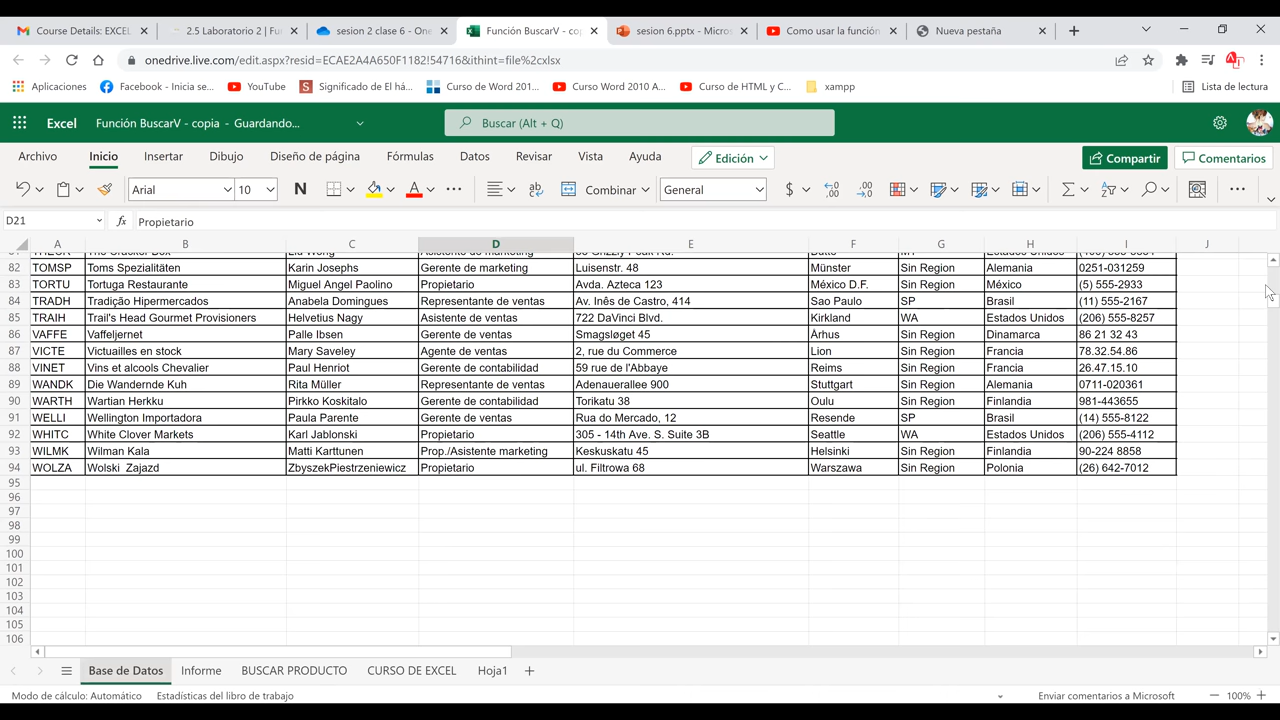 Course Details: EXCEL
2.5 Laboratorio 2 | Fu
sesion 2 clase 6 - One
Función BuscarV - cop
sesion 6.pptx - Micros
Como usar la función
Nueva pestaña
onedrive.live.com/edit.aspx?resid=ECAE2A4A650F1182!54716&ithint=file%2cxlsx
Aplicaciones
Facebook - Inicia se...
YouTube
Significado de El há...
Curso de Word 201...
Curso Word 2010 A...
Curso de HTML y C...
xampp
Lista de lectura
Excel
Función BuscarV - copia - Guardando...
Buscar (Alt + Q)
Archivo Inicio Insertar Dibujo Diseño de página Fórmulas Datos Revisar Vista Ayuda Edición Compartir Comentarios
Arial 10 N A ab Combinar General $
D21 fx Propietario
A B C D E F G H I J
82 TOMSP Toms Spezialitäten Karin Josephs Gerente de marketing Luisenstr. 48 Münster Sin Region Alemania 0251-031259
83 TORTU Tortuga Restaurante Miguel Angel Paolino Propietario Avda. Azteca 123 México D.F. Sin Region México (5) 555-2933
84 TRADH Tradição Hipermercados Anabela Domingues Representante de ventas Av. Inês de Castro, 414 Sao Paulo SP Brasil (11) 555-2167
85 TRAIH Trail's Head Gourmet Provisioners Helvetius Nagy Asistente de ventas 722 DaVinci Blvd. Kirkland WA Estados Unidos (206) 555-8257
86 VAFFE Vaffeljernet Palle Ibsen Gerente de ventas Smagsløget 45 Århus Sin Region Dinamarca 86 21 32 43
87 VICTE Victuailles en stock Mary Saveley Agente de ventas 2, rue du Commerce Lion Sin Region Francia 78.32.54.86
88 VINET Vins et alcools Chevalier Paul Henriot Gerente de contabilidad 59 rue de l'Abbaye Reims Sin Region Francia 26.47.15.10
89 WANDK Die Wandernde Kuh Rita Müller Representante de ventas Adenauerallee 900 Stuttgart Sin Region Alemania 0711-020361
90 WARTH Wartian Herkku Pirkko Koskitalo Gerente de contabilidad Torikatu 38 Oulu Sin Region Finlandia 981-443655
91 WELLI Wellington Importadora Paula Parente Gerente de ventas Rua do Mercado, 12 Resende SP Brasil (14) 555-8122
92 WHITC White Clover Markets Karl Jablonski Propietario 305 - 14th Ave. S. Suite 3B Seattle WA Estados Unidos (206) 555-4112
93 WILMK Wilman Kala Matti Karttunen Prop./Asistente marketing Keskuskatu 45 Helsinki Sin Region Finlandia 90-224 8858
94 WOLZA Wolski Zajazd ZbyszekPiestrzeniewicz Propietario ul. Filtrowa 68 Warszawa Sin Region Polonia (26) 642-7012
95
96
97
98
99
100
101
102
103
104
105
106
Base de Datos Informe BUSCAR PRODUCTO CURSO DE EXCEL Hoja1
Modo de cálculo: Automático Estadísticas del libro de trabajo Enviar comentarios a Microsoft 100%